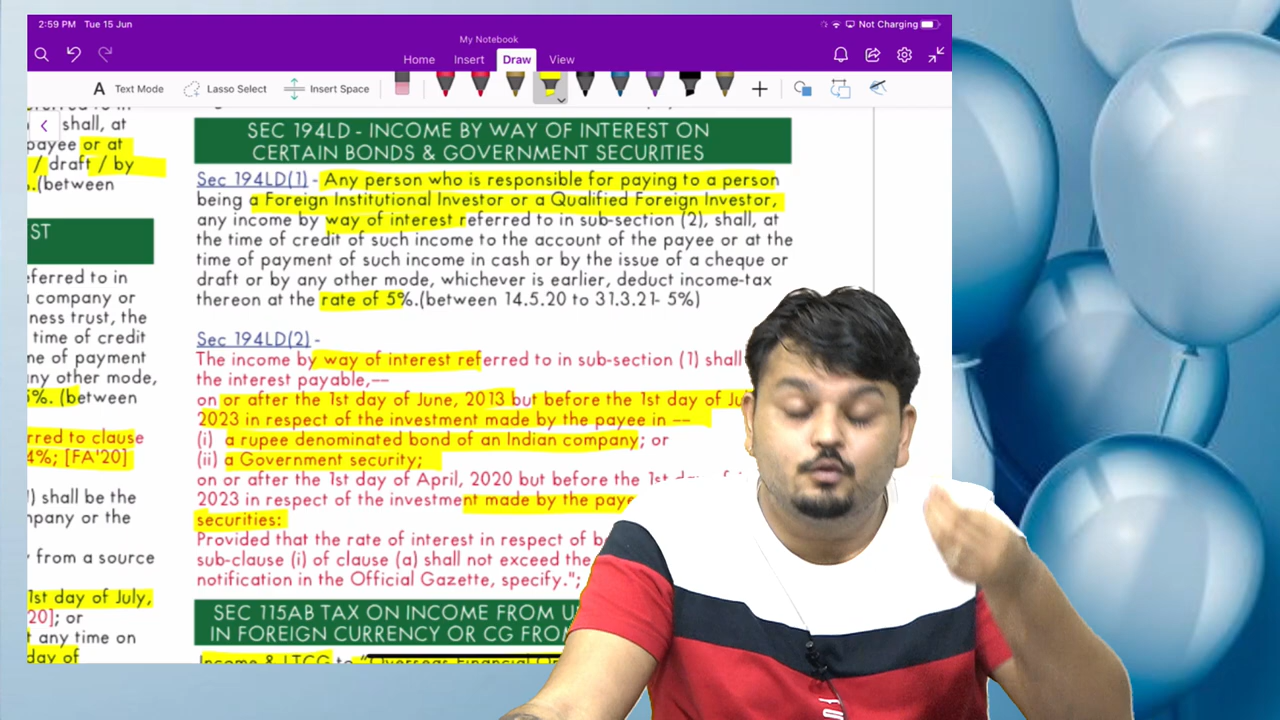 2:59 PM Tue 15 Jun
Not Charging
My Notebook
Home Insert Draw View
A Text Mode Lasso Select Insert Space
shall, at
payee or at
/ draft / by
(between
ST
eferred to in
company or
ness trust, the
time of credit
me of payment
any other mode,
5%. (between
rred to clause
4%; [FA'20]
) shall be the
mpany or the
from a source
1st day of July,
20]; or
t any time on
day of
SEC 194LD - INCOME BY WAY OF INTEREST ON
CERTAIN BONDS & GOVERNMENT SECURITIES
Sec 194LD(1) - Any person who is responsible for paying to a person
being a Foreign Institutional Investor or a Qualified Foreign Investor,
any income by way of interest referred to in sub-section (2), shall, at
the time of credit of such income to the account of the payee or at the
time of payment of such income in cash or by the issue of a cheque or
draft or by any other mode, whichever is earlier, deduct income-tax
thereon at the rate of 5%.(between 14.5.20 to 31.3.21- 5%)
Sec 194LD(2) -
The income by way of interest referred to in sub-section (1) shall
the interest payable,––
on or after the 1st day of June, 2013 but before the 1st day of
2023 in respect of the investment made by the payee in ––
(i) a rupee denominated bond of an Indian company; or
(ii) a Government security;
on or after the 1st day of April, 2020 but before the 1st day of
2023 in respect of the investment made by the
securities:
Provided that the rate of interest in respect of
sub-clause (i) of clause (a) shall not exceed the
notification in the Official Gazette, specify.";
SEC 115AB TAX ON INCOME FROM
IN FOREIGN CURRENCY OR CG
Income & LTCG to "Overseas Financial